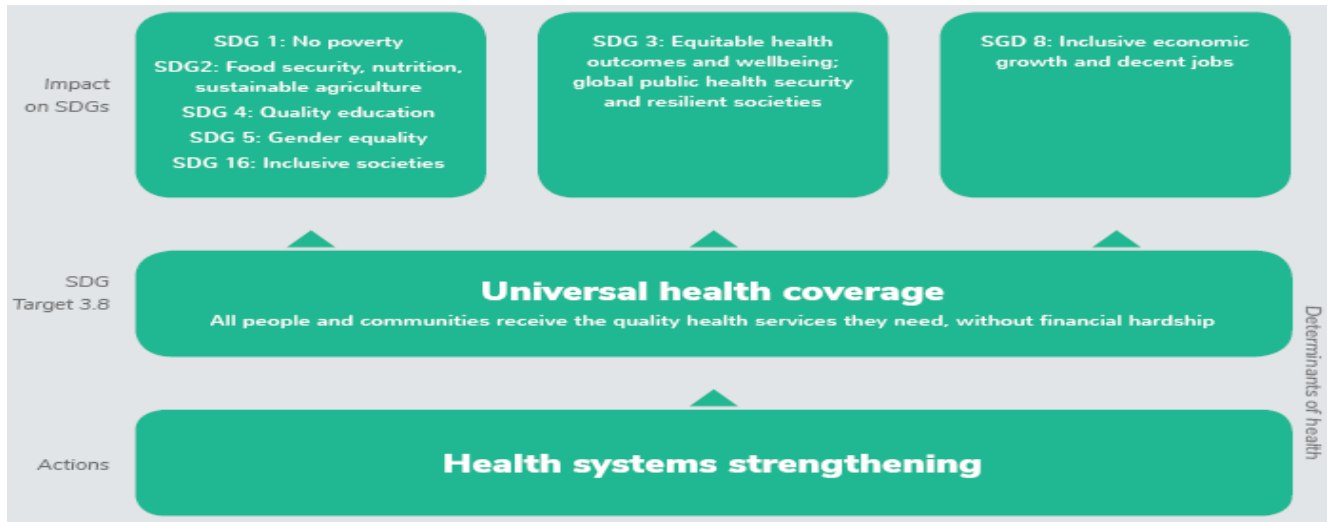 Impact
on SDGs
SDG 1: No poverty
SDG2: Food security, nutrition,
sustainable agriculture
SDG 4: Quality education
SDG 5: Gender equality
SDG 16: Inclusive societies
SDG 3: Equitable health
outcomes and wellbeing;
global public health security
and resilient societies
SGD 8: Inclusive economic
growth and decent jobs
SDG
Target 3.8
Universal health coverage
All people and communities receive the quality health services they need, without financial hardship
Actions
Health systems strengthening
Determinants of health